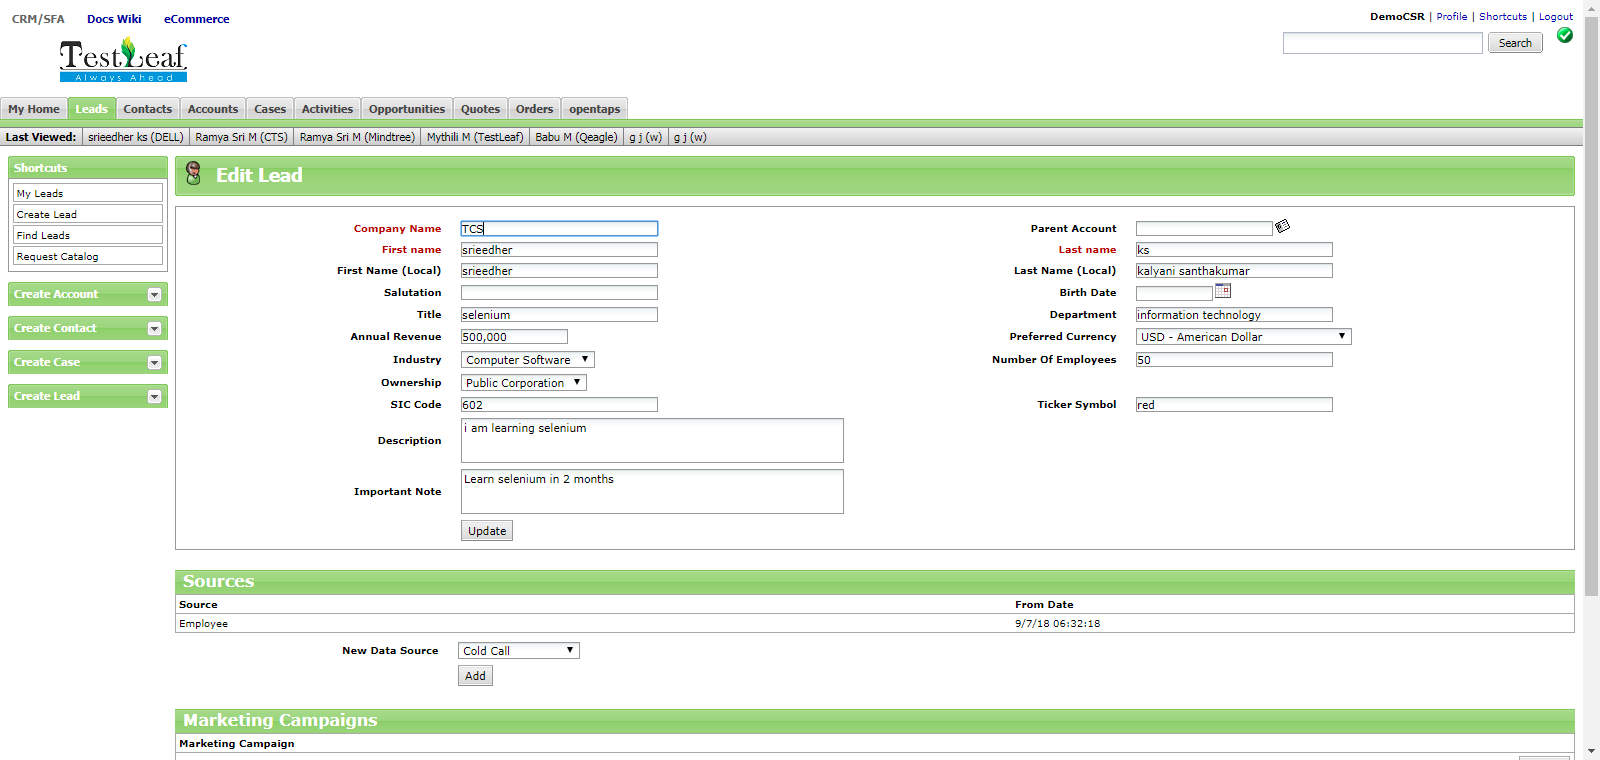 CRM/SFA Docs Wiki eCommerce
DemoCSR | Profile | Shortcuts | Logout
TestLeaf
Always Ahead
Search
My Home Leads Contacts Accounts Cases Activities Opportunities Quotes Orders opentaps
Last Viewed: srieedher ks (DELL) Ramya Sri M (CTS) Ramya Sri M (Mindtree) Mythili M (TestLeaf) Babu M (Qeagle) g j (w) g j (w)
Shortcuts
My Leads
Create Lead
Find Leads
Request Catalog
Create Account
Create Contact
Create Case
Create Lead
Edit Lead
Company Name TCS Parent Account
First name srieedher Last name ks
First Name (Local) srieedher Last Name (Local) kalyani santhakumar
Salutation Birth Date
Title selenium Department information technology
Annual Revenue 500,000 Preferred Currency USD - American Dollar
Industry Computer Software Number Of Employees 50
Ownership Public Corporation
SIC Code 602 Ticker Symbol red
Description i am learning selenium
Important Note Learn selenium in 2 months
Update
Sources
Source From Date
Employee 9/7/18 06:32:18
New Data Source Cold Call
Add
Marketing Campaigns
Marketing Campaign